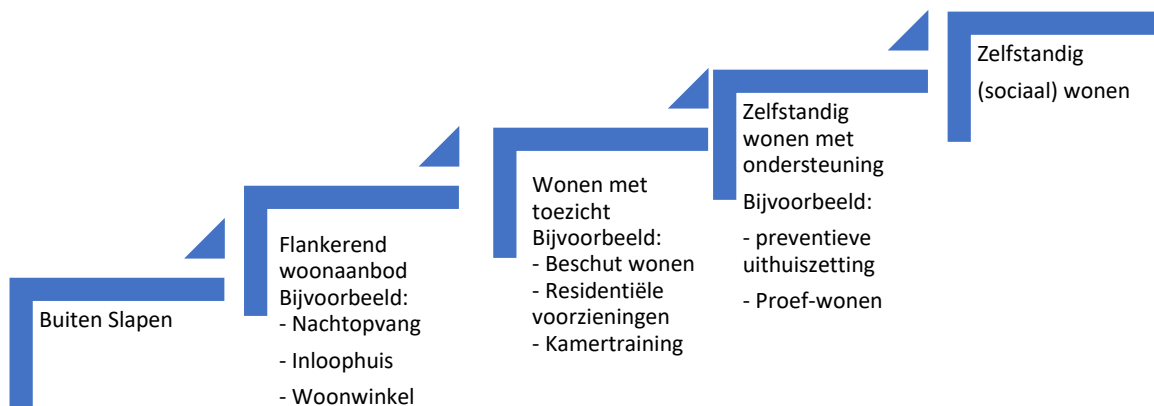 Buiten Slapen
Flankerend
woonaanbod
Bijvoorbeeld:
- Nachtopvang
- Inloophuis
- Woonwinkel
Wonen met
toezicht
Bijvoorbeeld:
- Beschut wonen
- Residentiële
voorzieningen
- Kamertraining
Zelfstandig
wonen met
ondersteuning
Bijvoorbeeld:
- preventieve
uithuiszetting
- Proef-wonen
Zelfstandig
(sociaal) wonen